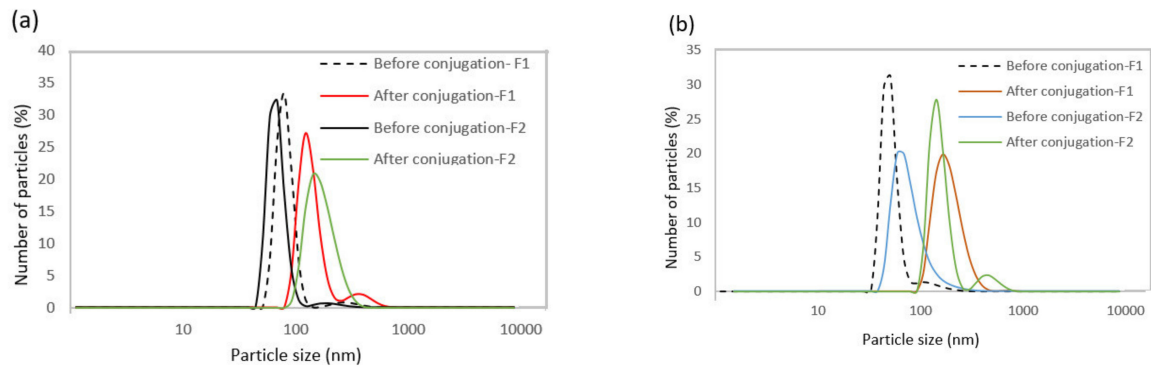 (a)
40
35
30
25
20
15
10
5
0
Number of particles (%)
Before conjugation- F1
After conjugation-F1
Before conjugation-F2
After conjugation-F2
10 100 1000 10000
Particle size (nm)
(b)
35
30
25
20
15
10
5
0
Number of particles (%)
Before conjugation-F1
After conjugation-F1
Before conjugation-F2
After conjugation-F2
10 100 1000 10000
Particle size (nm)